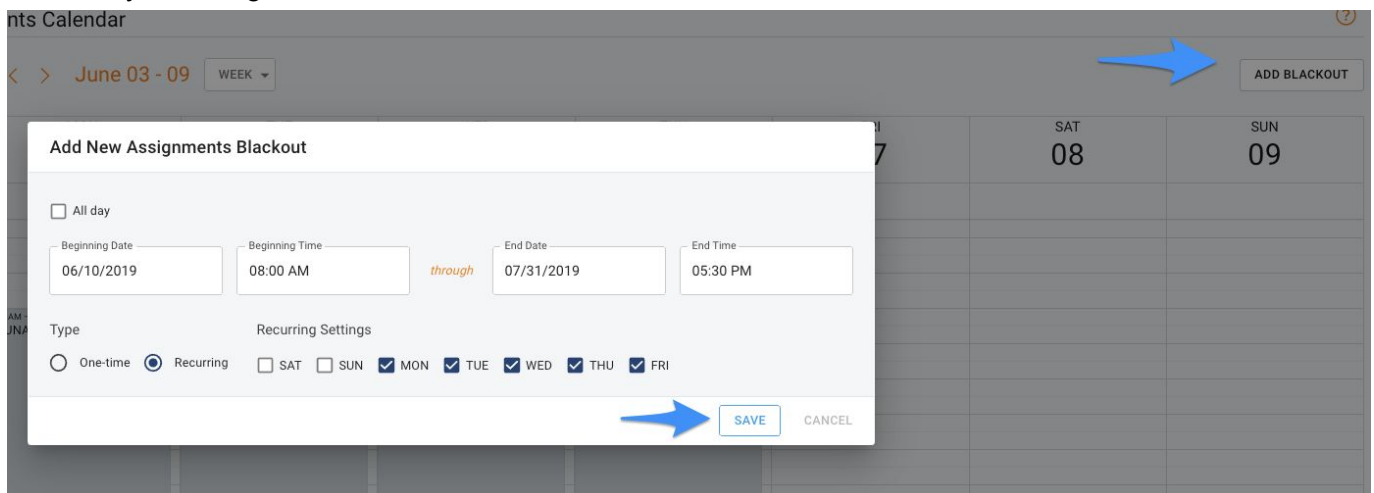 nts Calendar
?
< > June 03 - 09 WEEK
ADD BLACKOUT
SAT SUN
7 08 09
Add New Assignments Blackout
All day
Beginning Date Beginning Time End Date End Time
06/10/2019 08:00 AM through 07/31/2019 05:30 PM
AM -
Type Recurring Settings
One-time Recurring SAT SUN MON TUE WED THU FRI
SAVE CANCEL